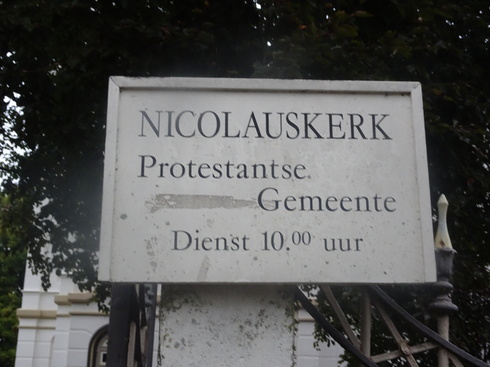 NICOLAUSKERK
Protestantse
Gemeente
Dienst 10.00 uur